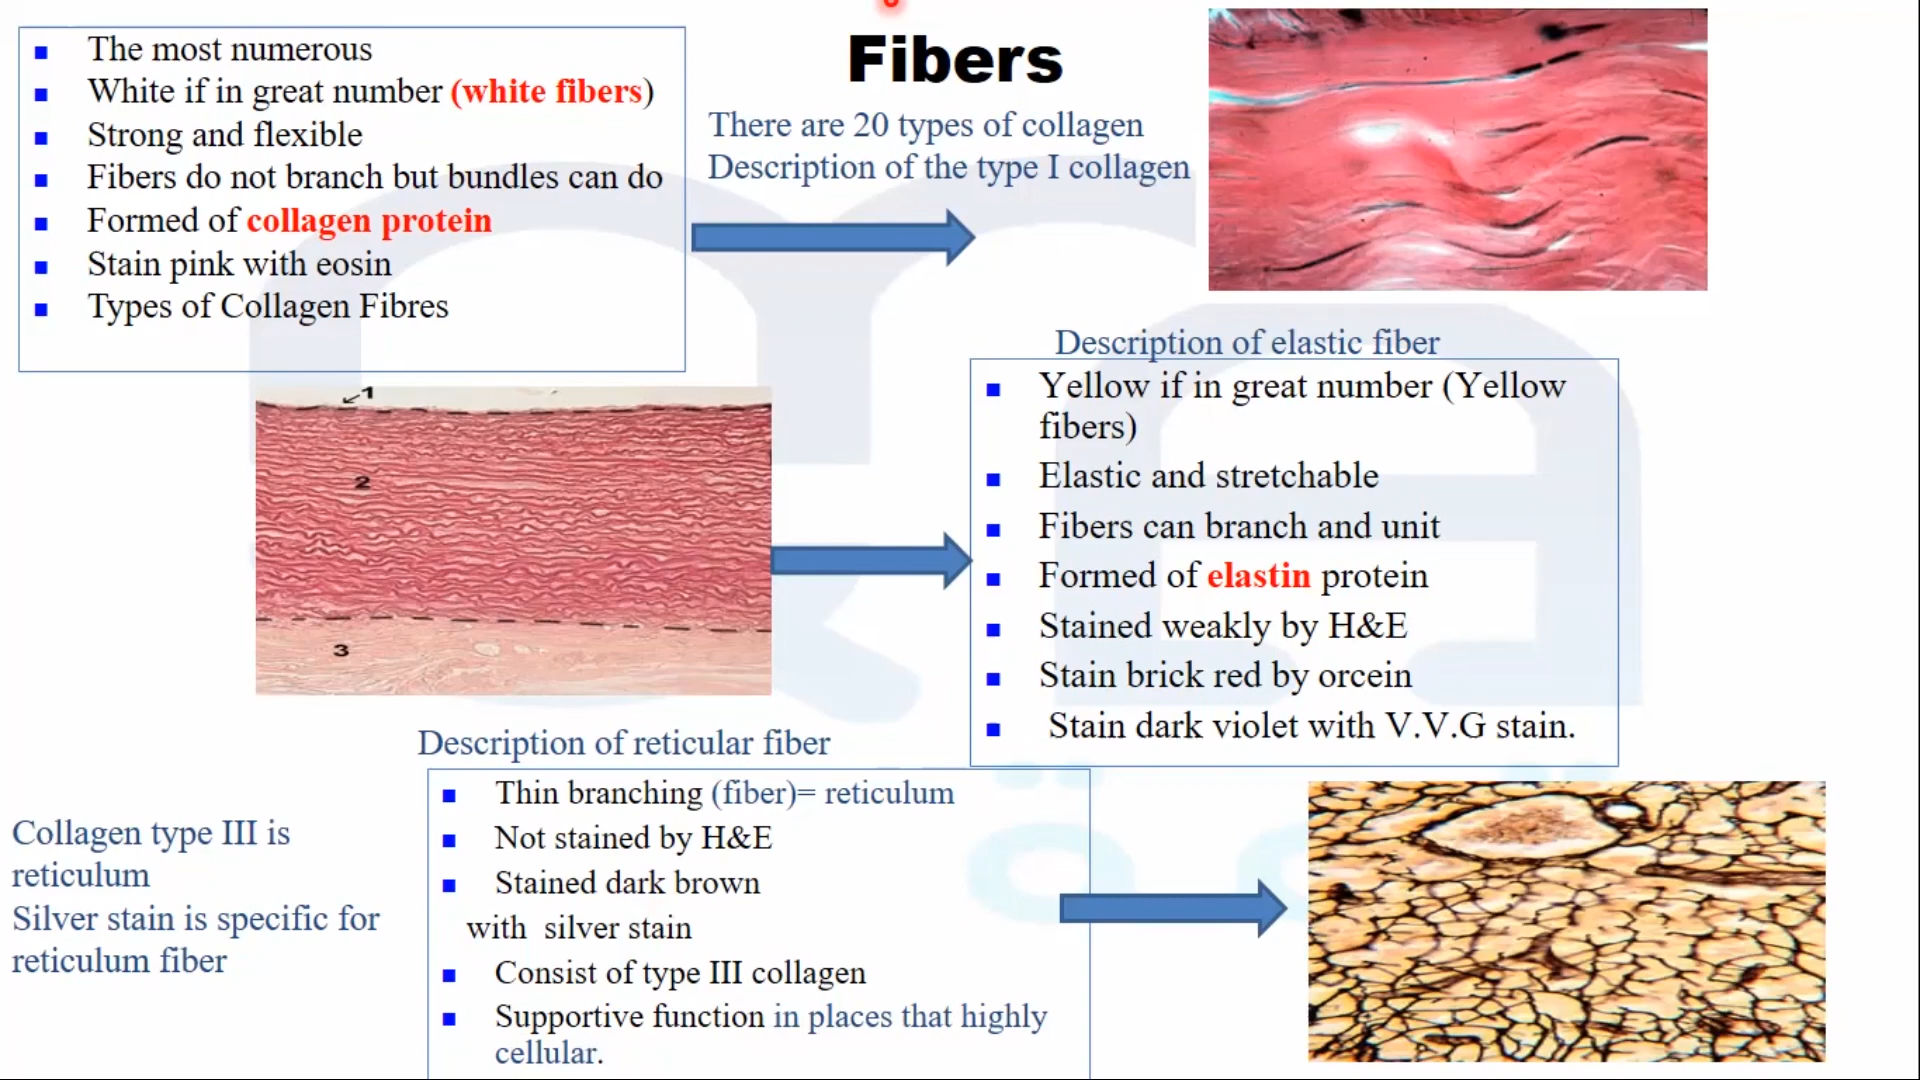 Fibers
The most numerous
White if in great number (white fibers)
Strong and flexible
Fibers do not branch but bundles can do
Formed of collagen protein
Stain pink with eosin
Types of Collagen Fibres
There are 20 types of collagen
Description of the type I collagen
1
2
3
Description of elastic fiber
Yellow if in great number (Yellow
fibers)
Elastic and stretchable
Fibers can branch and unit
Formed of elastin protein
Stained weakly by H&E
Stain brick red by orcein
Stain dark violet with V.V.G stain.
Description of reticular fiber
Thin branching (fiber)= reticulum
Not stained by H&E
Stained dark brown
with silver stain
Consist of type III collagen
Supportive function in places that highly
cellular.
Collagen type III is
reticulum
Silver stain is specific for
reticulum fiber